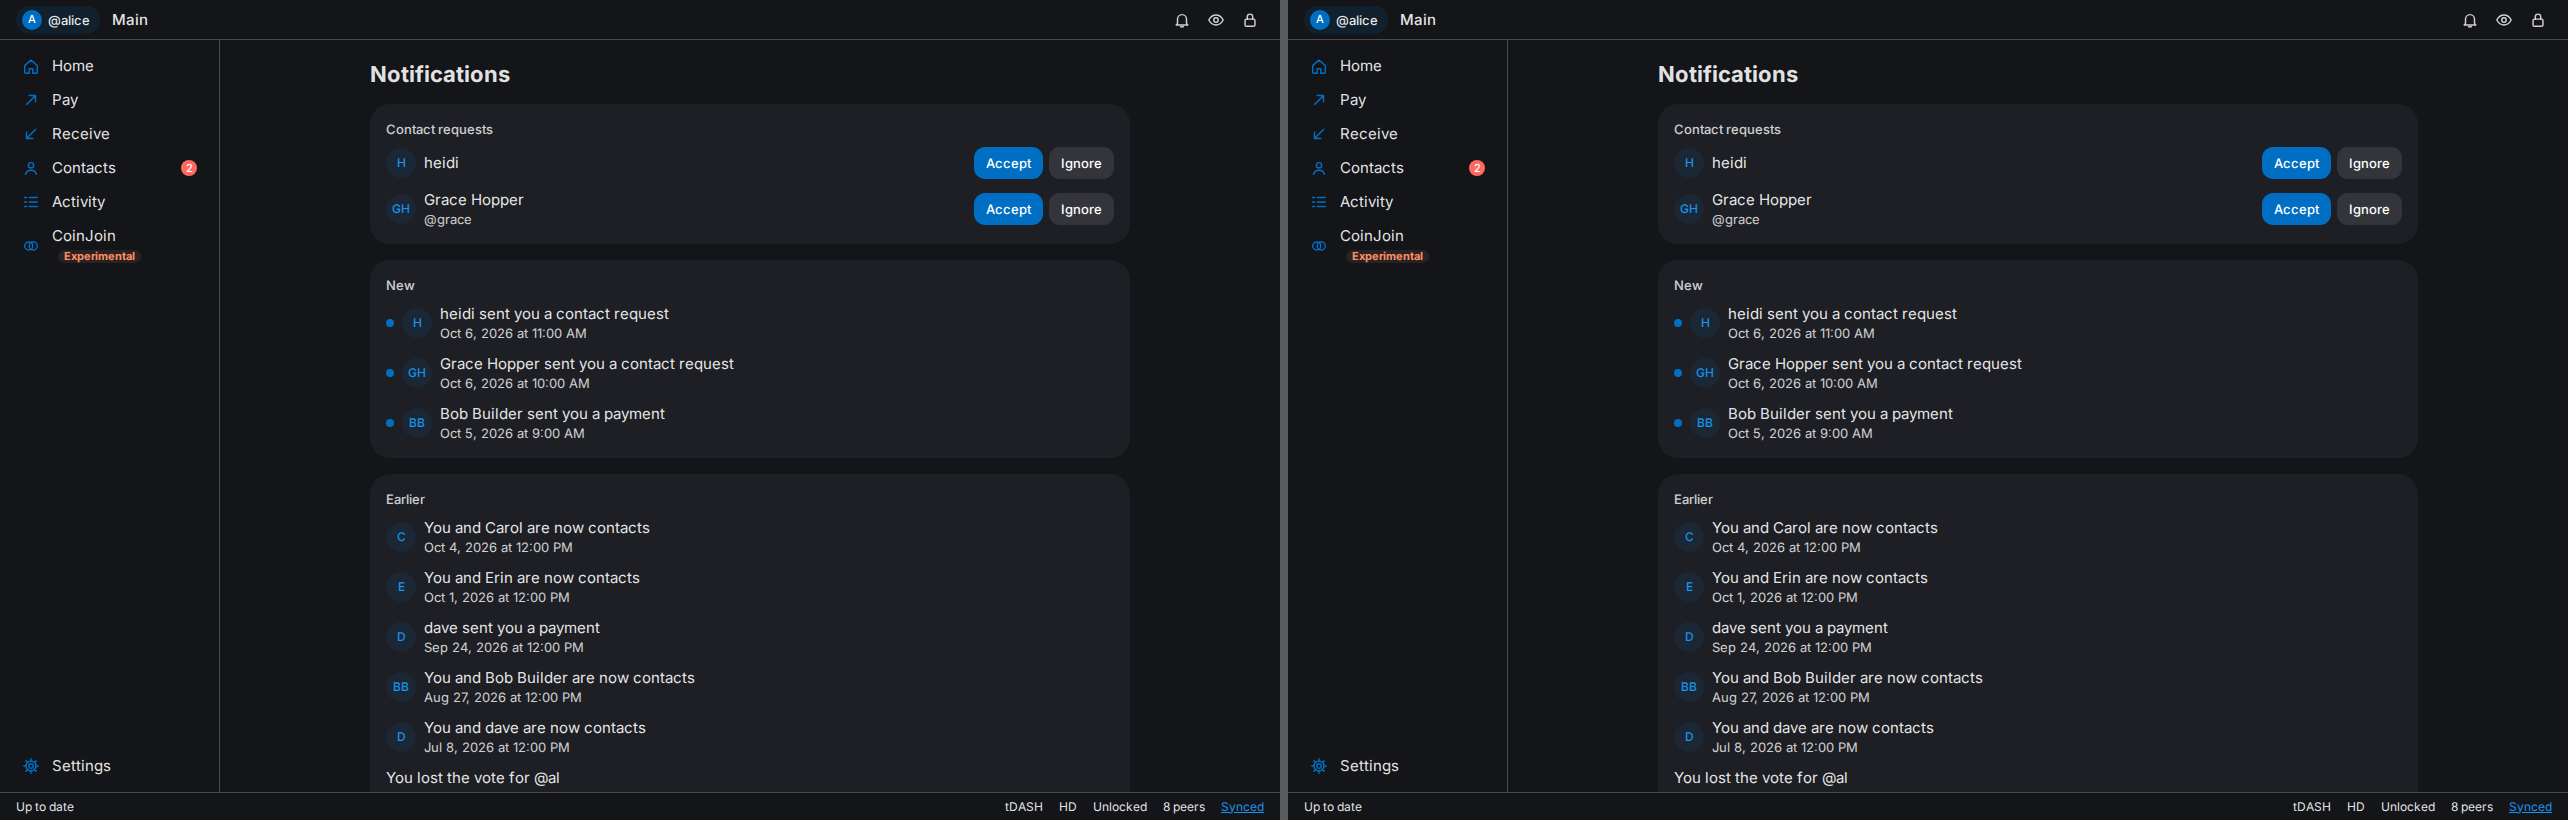 A @alice Main
Home
Pay
Receive
Contacts 2
Activity
CoinJoin
Experimental
Settings
Notifications
Contact requests
H heidi Accept Ignore
GH Grace Hopper Accept Ignore
@grace
New
H heidi sent you a contact request
Oct 6, 2026 at 11:00 AM
GH Grace Hopper sent you a contact request
Oct 6, 2026 at 10:00 AM
BB Bob Builder sent you a payment
Oct 5, 2026 at 9:00 AM
Earlier
C You and Carol are now contacts
Oct 4, 2026 at 12:00 PM
E You and Erin are now contacts
Oct 1, 2026 at 12:00 PM
D dave sent you a payment
Sep 24, 2026 at 12:00 PM
BB You and Bob Builder are now contacts
Aug 27, 2026 at 12:00 PM
D You and dave are now contacts
Jul 8, 2026 at 12:00 PM
You lost the vote for @al
Up to date tDASH HD Unlocked 8 peers Synced
A @alice Main
Home
Pay
Receive
Contacts 2
Activity
CoinJoin
Experimental
Settings
Notifications
Contact requests
H heidi Accept Ignore
GH Grace Hopper Accept Ignore
@grace
New
H heidi sent you a contact request
Oct 6, 2026 at 11:00 AM
GH Grace Hopper sent you a contact request
Oct 6, 2026 at 10:00 AM
BB Bob Builder sent you a payment
Oct 5, 2026 at 9:00 AM
Earlier
C You and Carol are now contacts
Oct 4, 2026 at 12:00 PM
E You and Erin are now contacts
Oct 1, 2026 at 12:00 PM
D dave sent you a payment
Sep 24, 2026 at 12:00 PM
BB You and Bob Builder are now contacts
Aug 27, 2026 at 12:00 PM
D You and dave are now contacts
Jul 8, 2026 at 12:00 PM
You lost the vote for @al
Up to date tDASH HD Unlocked 8 peers Synced